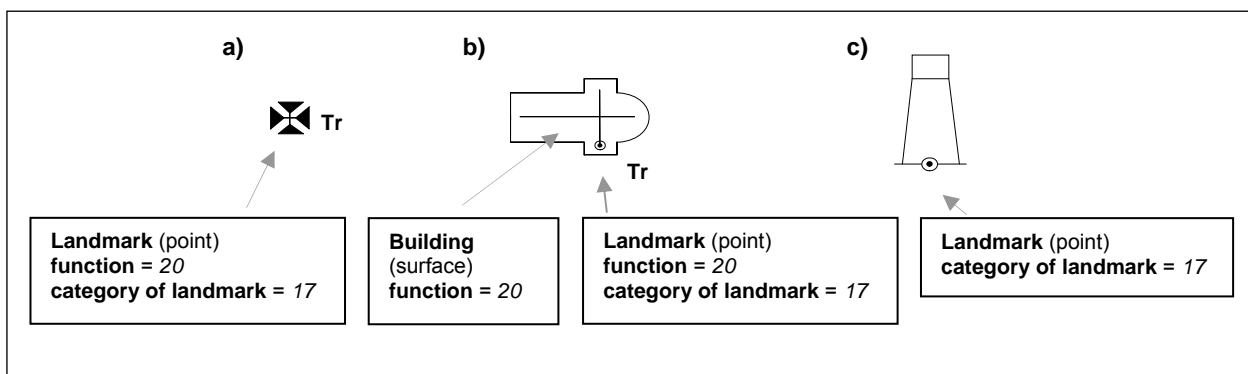 a)
b)
c)
Tr
Tr
Landmark (point)
function = 20
category of landmark = 17
Building
(surface)
function = 20
Landmark (point)
function = 20
category of landmark = 17
Landmark (point)
category of landmark = 17